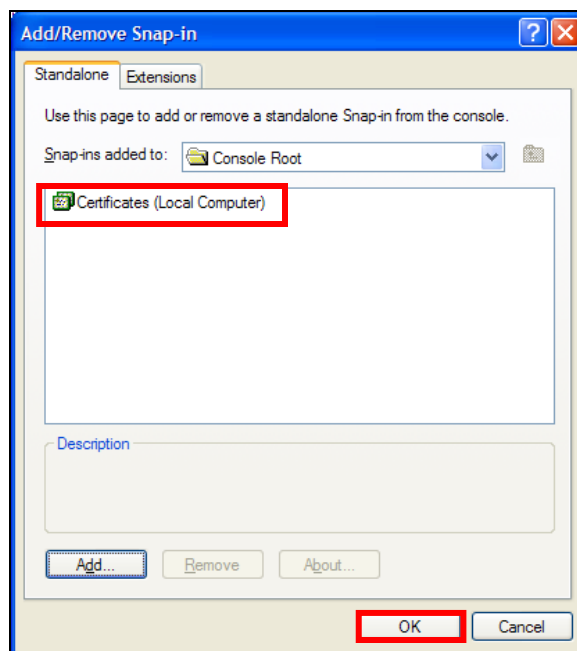 Add/Remove Snap-in
Standalone Extensions
Use this page to add or remove a standalone Snap-in from the console.
Snap-ins added to: Console Root
Certificates (Local Computer)
Description
Add... Remove About...
OK Cancel